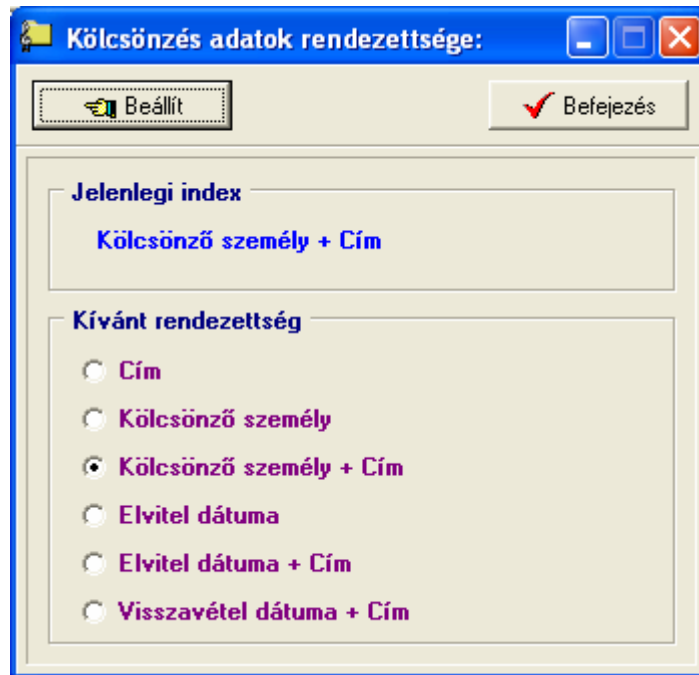 Kölcsönzés adatok rendezettsége:
Beállít
Befejezés
Jelenlegi index
Kölcsönző személy + Cím
Kívánt rendezettség
Cím
Kölcsönző személy
Kölcsönző személy + Cím
Elvitel dátuma
Elvitel dátuma + Cím
Visszavétel dátuma + Cím